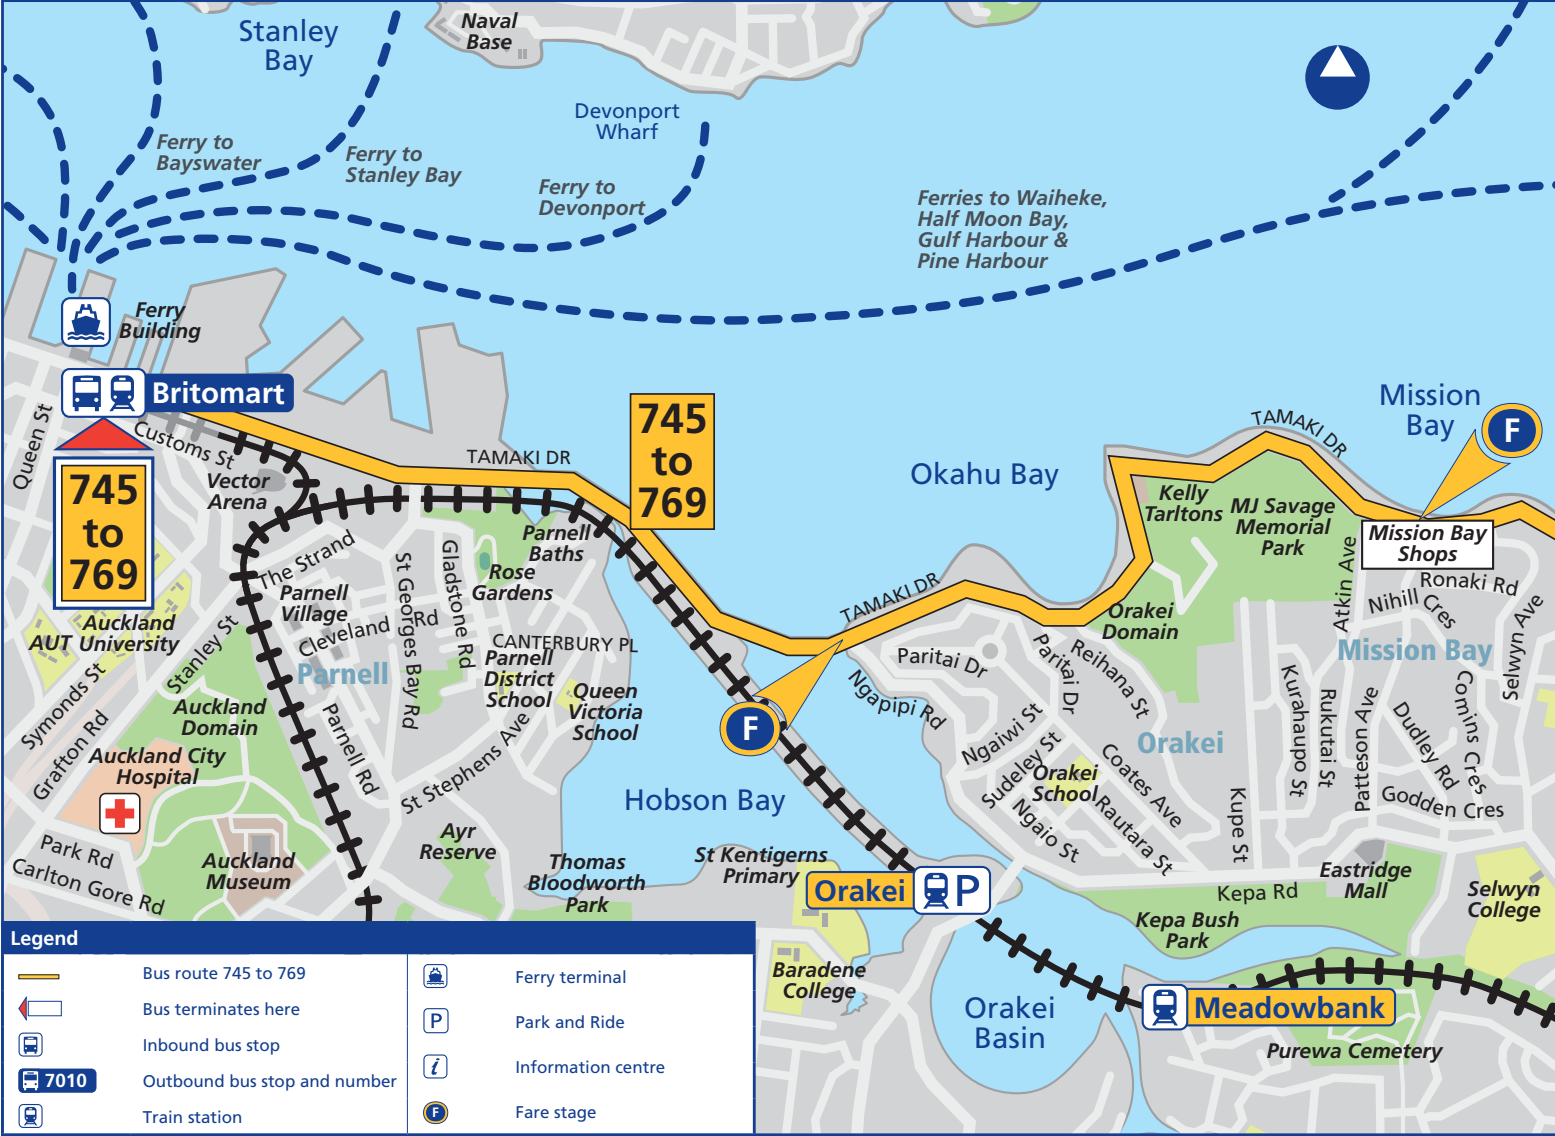 Stanley
Bay
Naval
Base
Devonport
Wharf
Ferry to
Bayswater
Ferry to
Stanley Bay
Ferry to
Devonport
Ferries to Waiheke,
Half Moon Bay,
Gulf Harbour &
Pine Harbour
Ferry
Building
Britomart
745
to
769
745
to
769
Queen St
Customs St
Vector
Arena
TAMAKI DR
Okahu Bay
TAMAKI DR
Mission
Bay
F
Kelly
Tarltons
MJ Savage
Memorial
Park
Mission Bay
Shops
Parnell
Baths
Rose
Gardens
The Strand
Parnell
Village
Cleveland Rd
St Georges Bay Rd
Gladstone Rd
CANTERBURY PL
Parnell
District
School
Queen
Victoria
School
Parnell
Auckland
University
AUT
Stanley St
Symonds St
Grafton Rd
Auckland
Domain
Auckland City
Hospital
Parnell Rd
St Stephens Ave
Park Rd
Carlton Gore Rd
Auckland
Museum
Ayr
Reserve
Thomas
Bloodworth
Park
Hobson Bay
F
TAMAKI DR
Paritai Dr
Ngapipi Rd
Paritai Dr
Reihana St
Orakei
Domain
Ngaiwi St
Sudeley St
Orakei
School
Ngaio St
Rautara St
Coates Ave
Orakei
Atkin Ave
Ronaki Rd
Nihill Cres
Mission Bay
Selwyn Ave
Kurahaupo St
Rukutai St
Patteson Ave
Dudley Rd
Comins Cres
Godden Cres
Kupe St
Kepa Rd
Eastridge
Mall
Selwyn
College
Kepa Bush
Park
St Kentigerns
Primary
Orakei
P
Baradene
College
Orakei
Basin
Meadowbank
Purewa Cemetery
Legend
Bus route 745 to 769
Bus terminates here
Inbound bus stop
7010 Outbound bus stop and number
Train station
Ferry terminal
P Park and Ride
i Information centre
F Fare stage